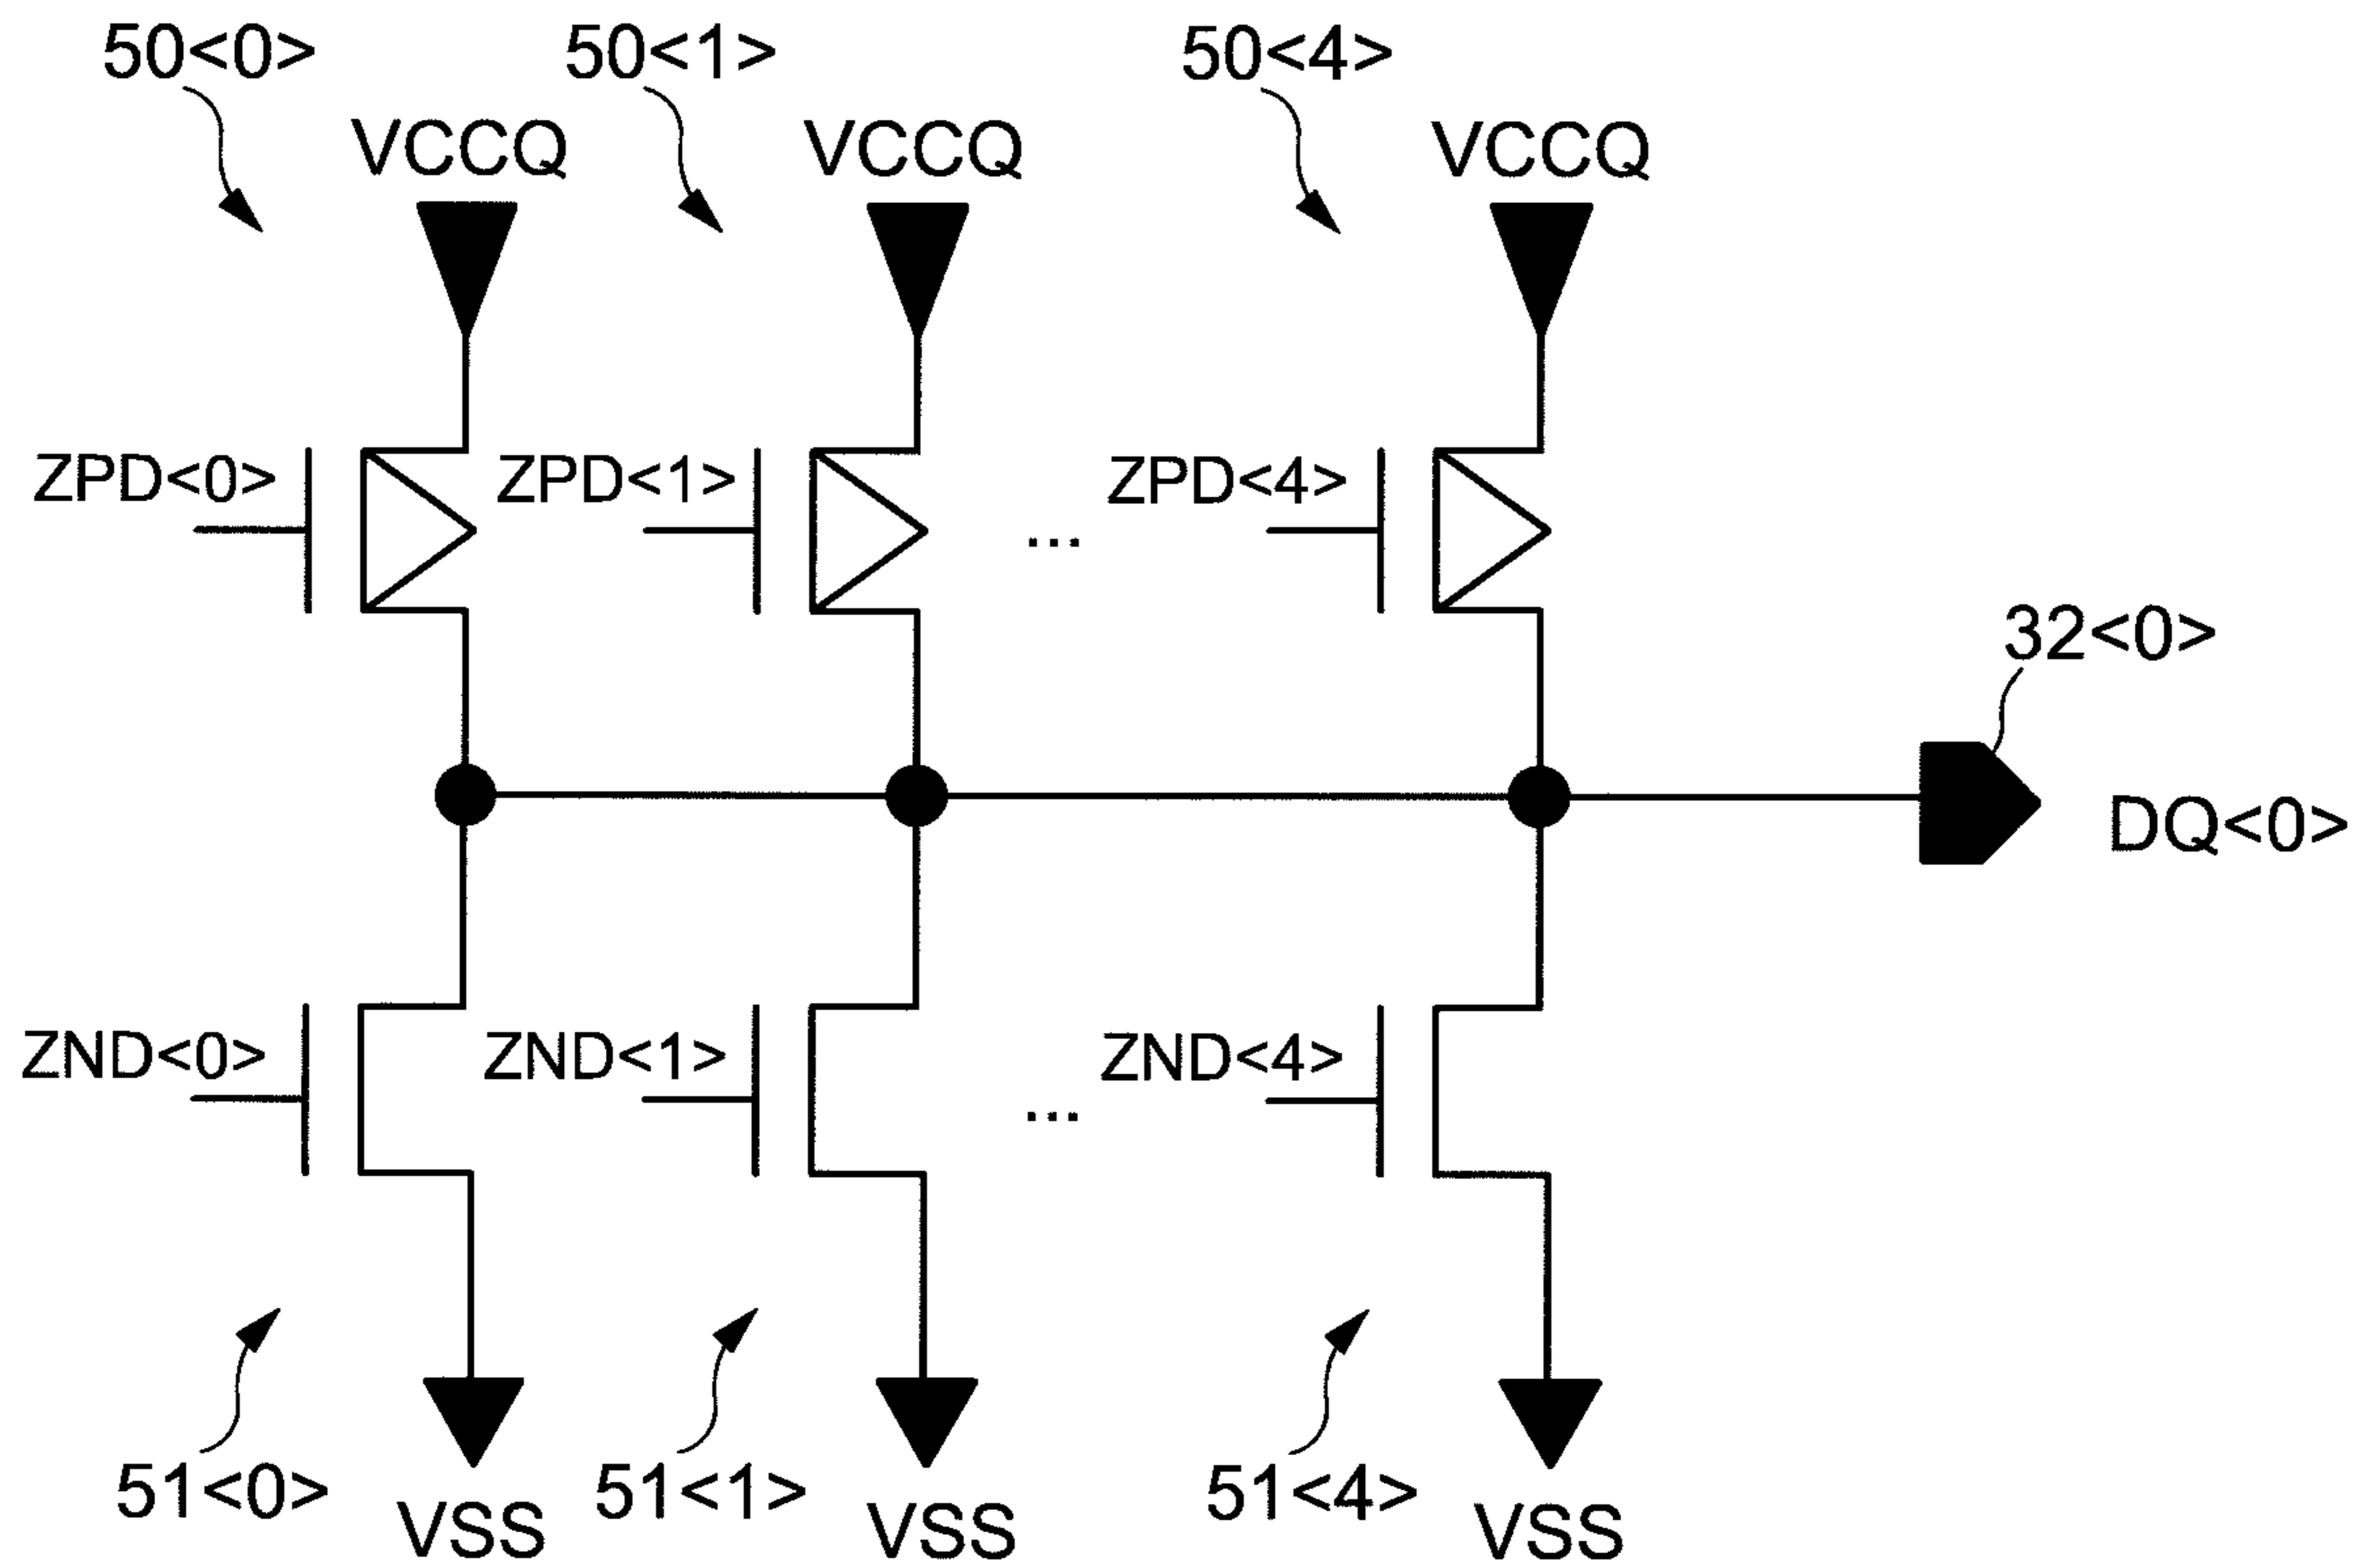 50<0> 50<1> 50<4>
VCCQ VCCQ VCCQ
ZPD<0> ZPD<1> ... ZPD<4>
32<0>
DQ<0>
ZND<0> ZND<1> ... ZND<4>
51<0> 51<1> 51<4>
VSS VSS VSS